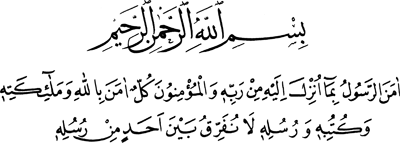 بِسْمِ اللّٰهِ الرَّحْمٰنِ الرَّحِيْمِ
اٰمَنَ الرَّسُوْلُ بِمَٓا اُنْزِلَ اِلَيْهِ مِنْ رَبِّهٖ وَ الْمُؤْمِنُوْنَ كُلٌّ اٰمَنَ بِاللّٰهِ وَ مَلٰٓئِكَتِهٖ
وَ كُتُبِهٖ وَ رُسُلِهٖ لَا نُفَرِّقُ بَيْنَ اَحَدٍ مِنْ رُسُلِهٖ